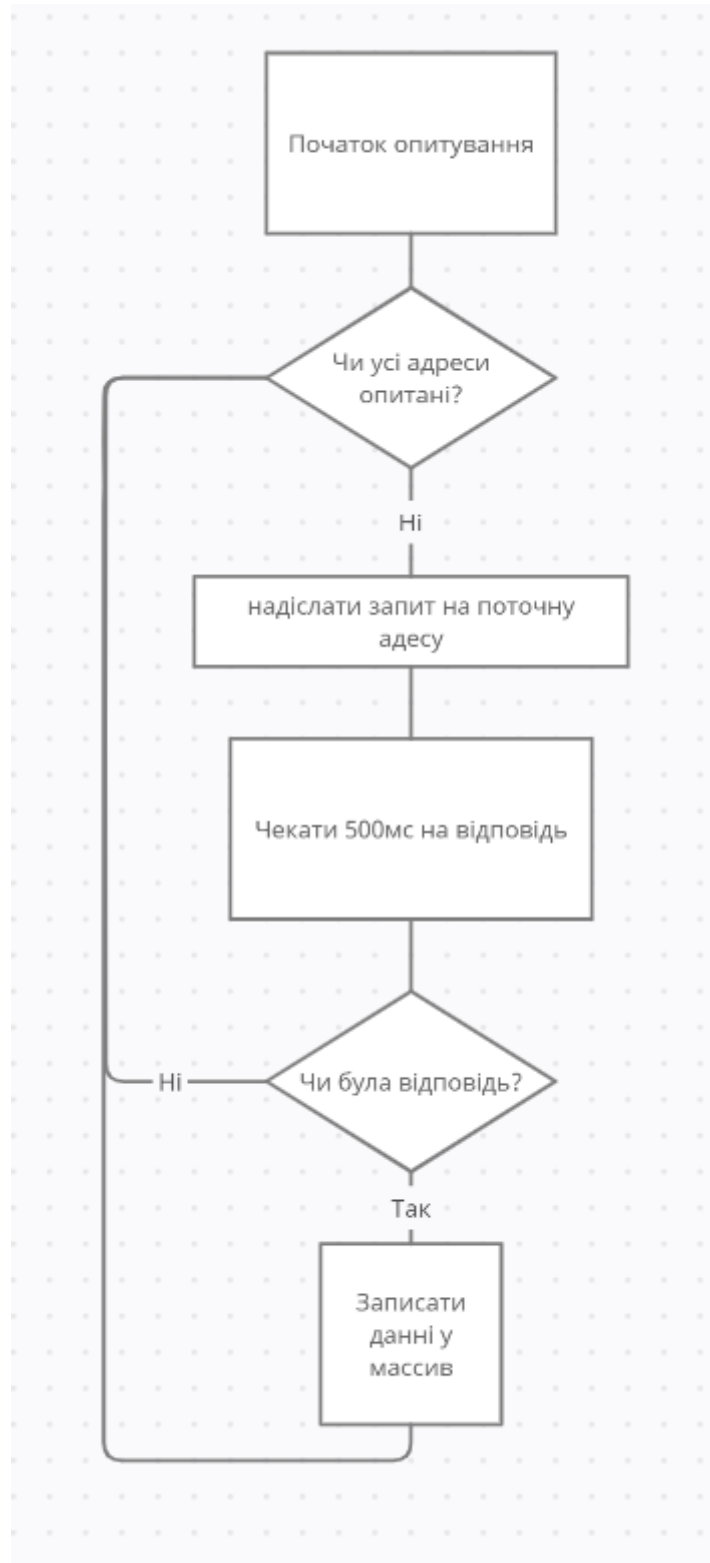 Початок опитування
Чи усі адреси
опитані?
Ні
надіслати запит на поточну
адесу
Чекати 500мс на відповідь
Ні
Чи була відповідь?
Так
Записати
данні у
массив